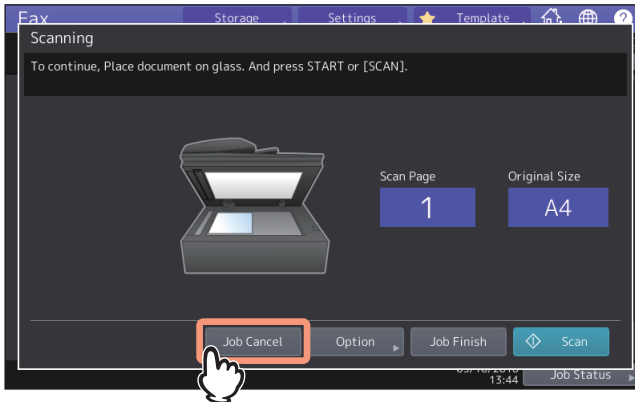 Fax
Storage Settings Template
Scanning
To continue, Place document on glass. And press START or [SCAN].
Scan Page Original Size
1 A4
Job Cancel Option Job Finish Scan
13:44 Job Status